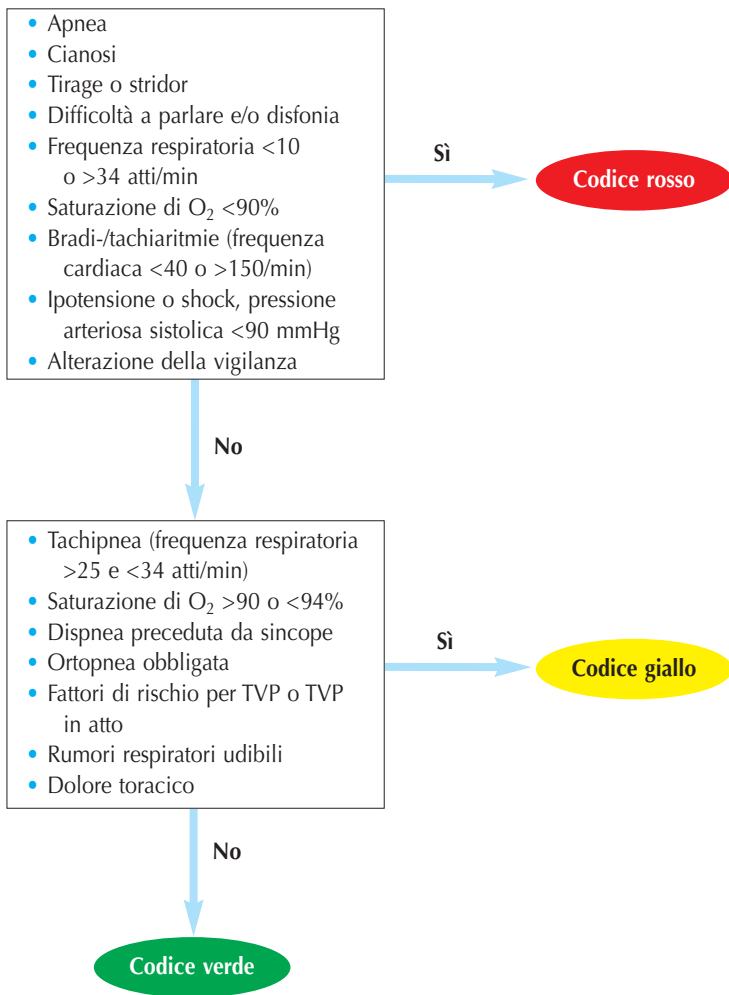 • Apnea
• Cianosi
• Tirage o stridor
• Difficoltà a parlare e/o disfonia
• Frequenza respiratoria <10
o >34 atti/min
• Saturazione di O₂ <90%
• Bradi-/tachiaritmie (frequenza
cardiaca <40 o >150/min)
• Ipotensione o shock, pressione
arteriosa sistolica <90 mmHg
• Alterazione della vigilanza
Sì
Codice rosso
No
• Tachipnea (frequenza respiratoria
>25 e <34 atti/min)
• Saturazione di O₂ >90 o <94%
• Dispnea preceduta da sincope
• Ortopnea obbligata
• Fattori di rischio per TVP o TVP
in atto
• Rumori respiratori udibili
• Dolore toracico
Sì
Codice giallo
No
Codice verde